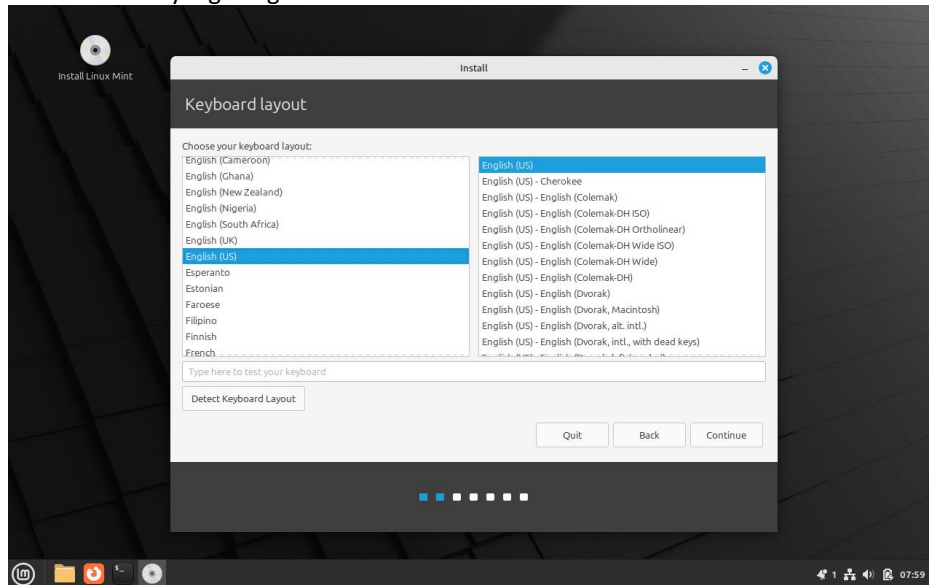 Install Linux Mint
Install
Keyboard layout
Choose your keyboard layout:
English (Cameroon)
English (Ghana)
English (New Zealand)
English (Nigeria)
English (South Africa)
English (UK)
English (US)
Esperanto
Estonian
Faroese
Filipino
Finnish
French
English (US)
English (US) - Cherokee
English (US) - English (Colemak)
English (US) - English (Colemak-DH ISO)
English (US) - English (Colemak-DH Ortholinear)
English (US) - English (Colemak-DH Wide ISO)
English (US) - English (Colemak-DH Wide)
English (US) - English (Colemak-DH)
English (US) - English (Dvorak)
English (US) - English (Dvorak, Macintosh)
English (US) - English (Dvorak, alt. intl.)
English (US) - English (Dvorak, intl., with dead keys)
Type here to test your keyboard
Detect Keyboard Layout
Quit Back Continue
1 07:59